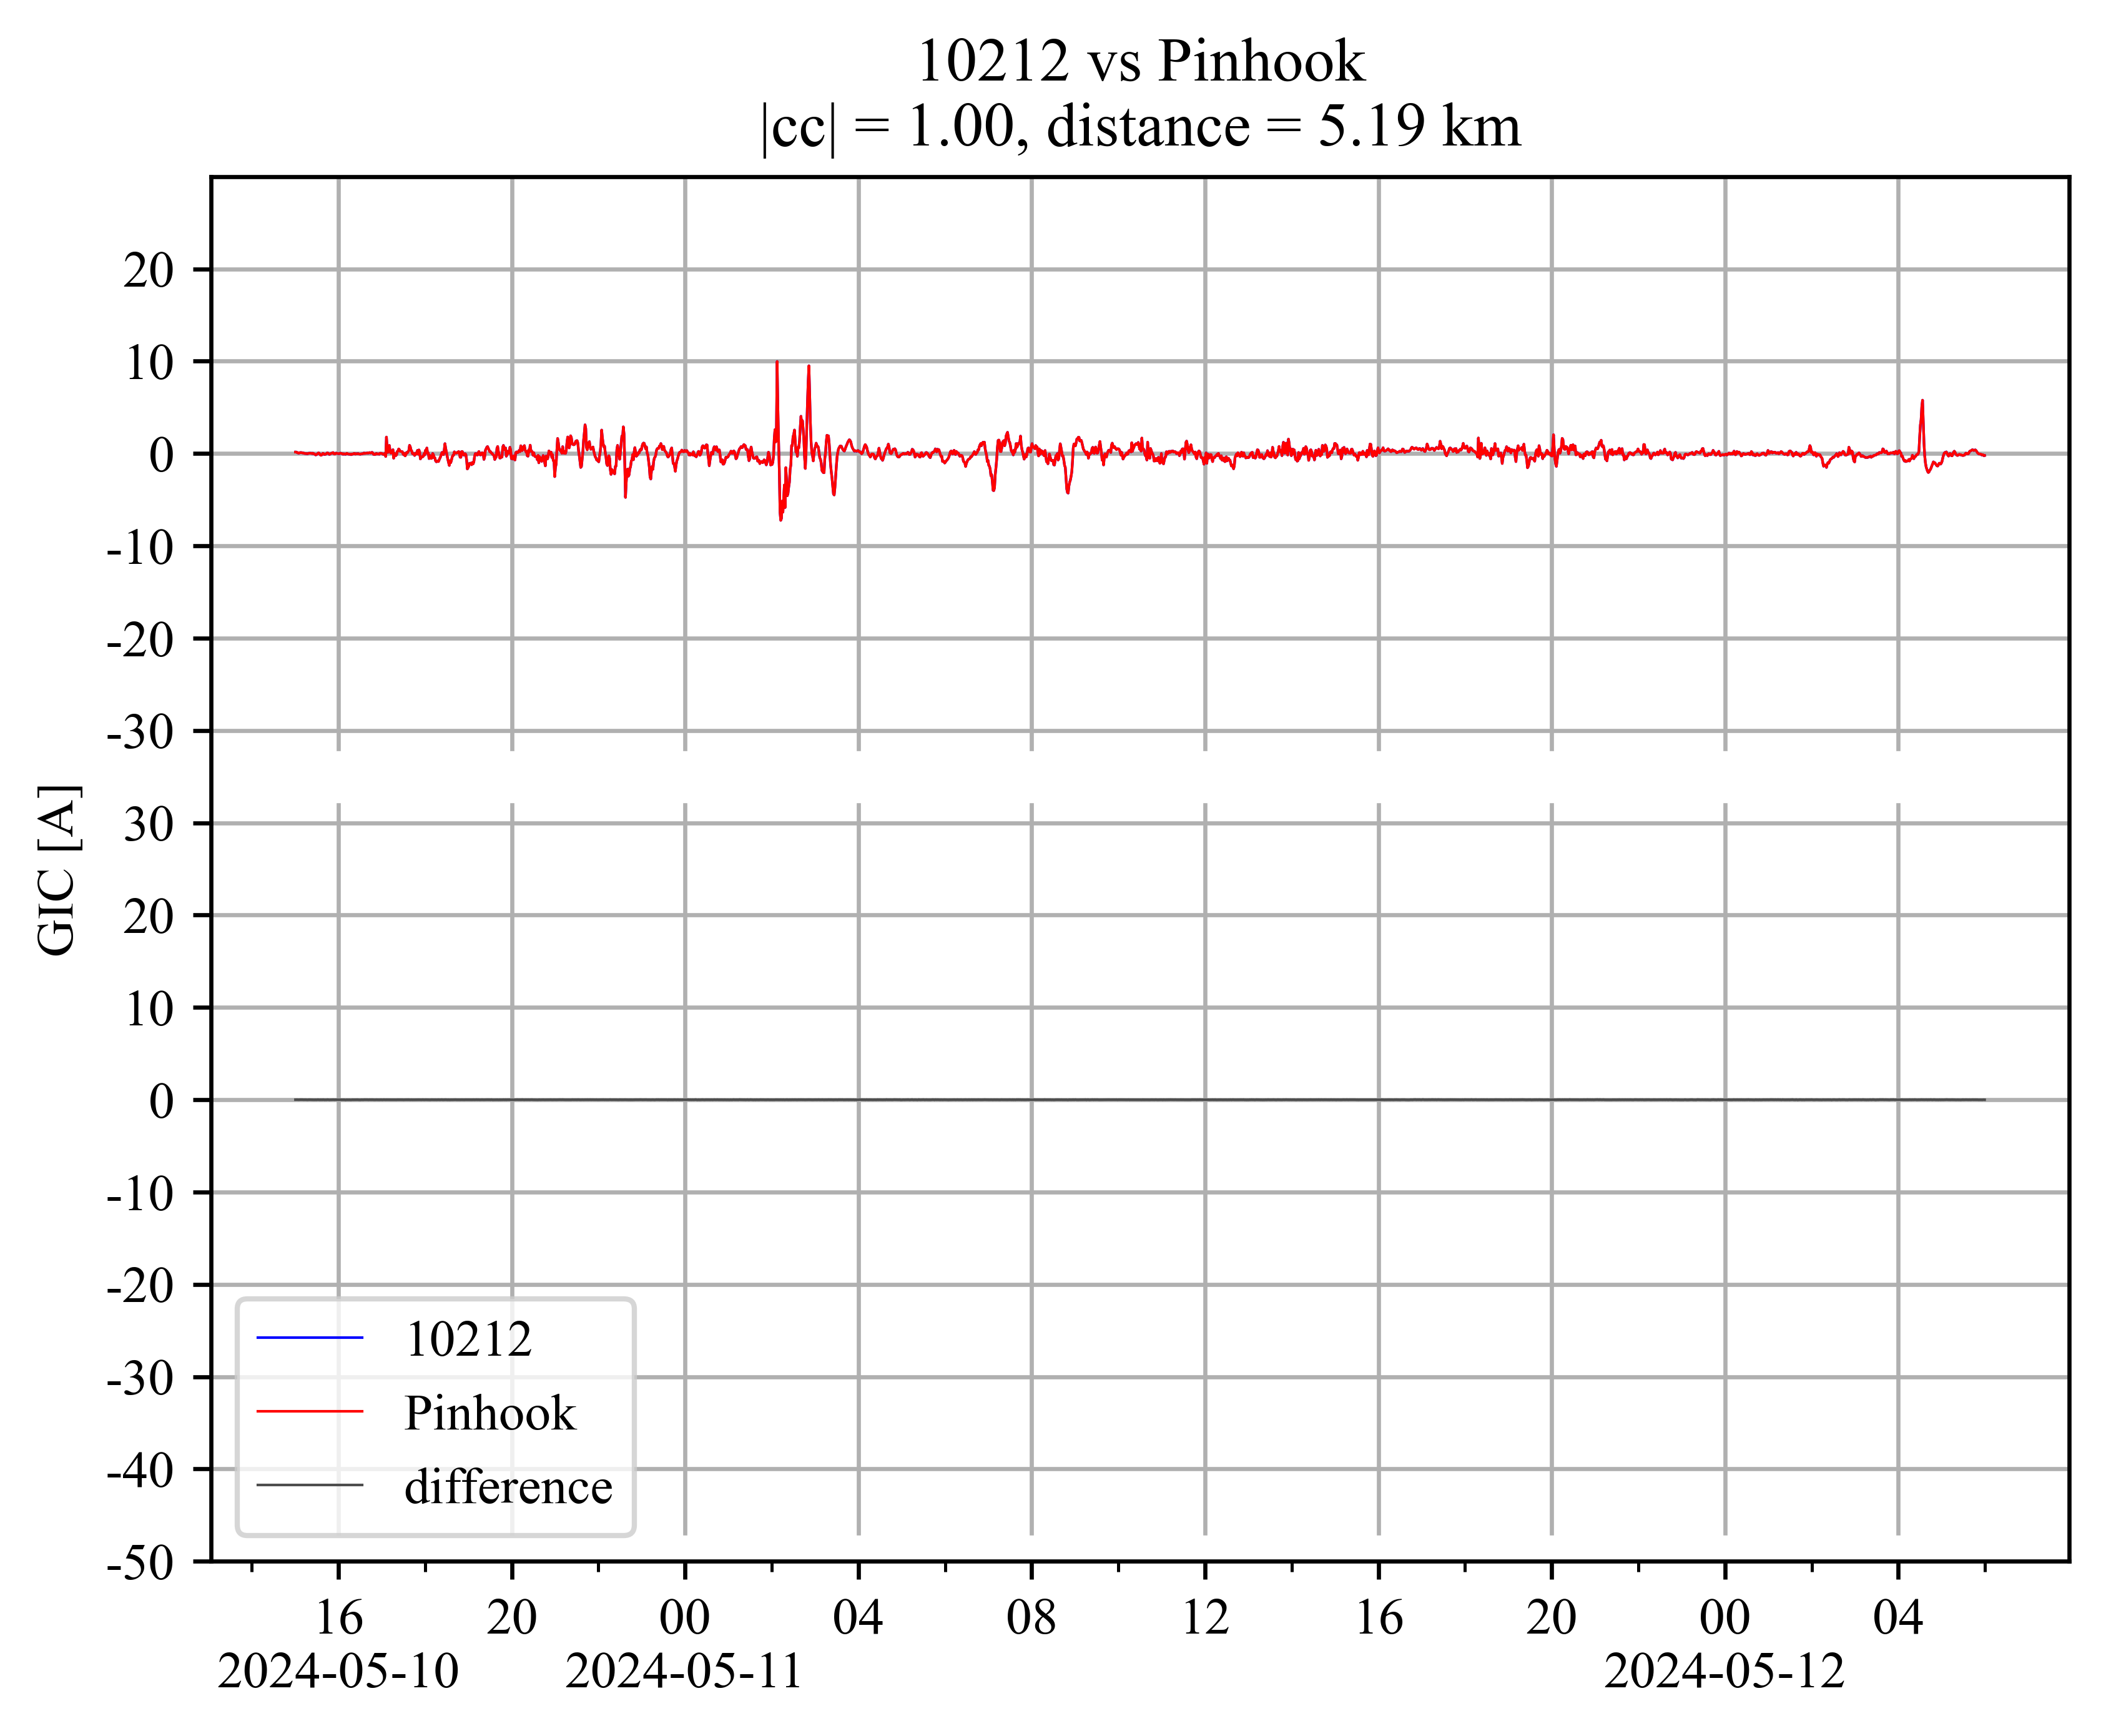 10212 vs Pinhook
|cc| = 1.00, distance = 5.19 km
20
10
0
-10
-20
-30
30
20
10
0
-10
-20
-30
-40
-50
GIC [A]
10212
Pinhook
difference
16 20 00 04 08 12 16 20 00 04
2024-05-10 2024-05-11 2024-05-12